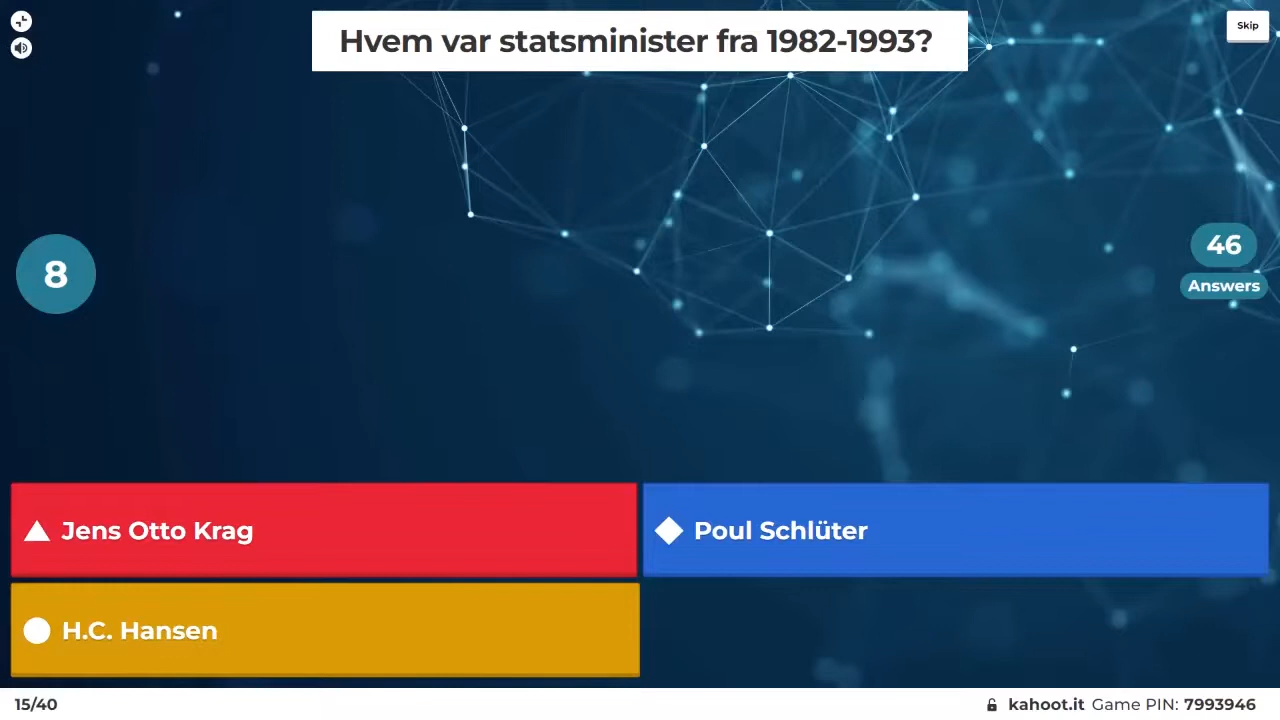 Hvem var statsminister fra 1982-1993?
Skip
8
46
Answers
Jens Otto Krag
Poul Schlüter
H.C. Hansen
15/40
kahoot.it Game PIN: 7993946